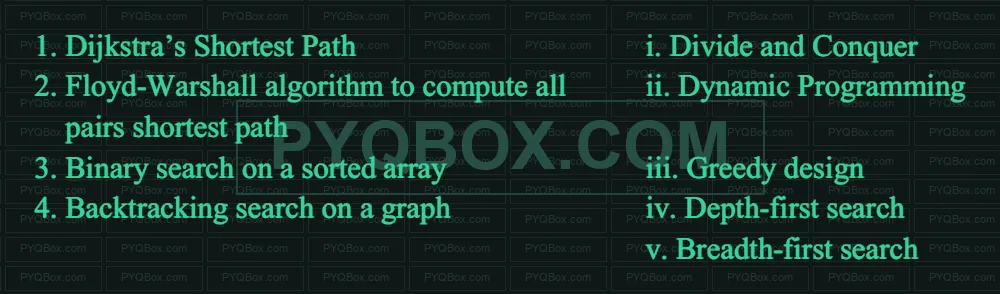 1. Dijkstra’s Shortest Path
i. Divide and Conquer
2. Floyd-Warshall algorithm to compute all
pairs shortest path
ii. Dynamic Programming
3. Binary search on a sorted array
iii. Greedy design
4. Backtracking search on a graph
iv. Depth-first search
v. Breadth-first search
PYQBOX.COM